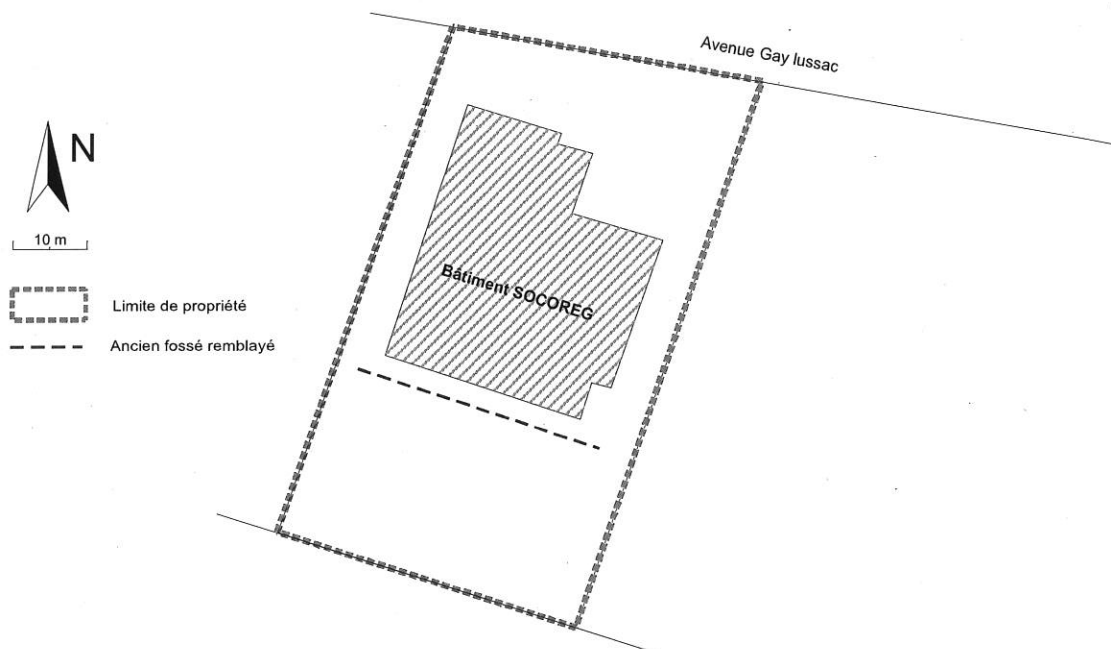 Avenue Gay lussac
N
10 m
Limite de propriété
Ancien fossé remblayé
Bâtiment SOCOREG